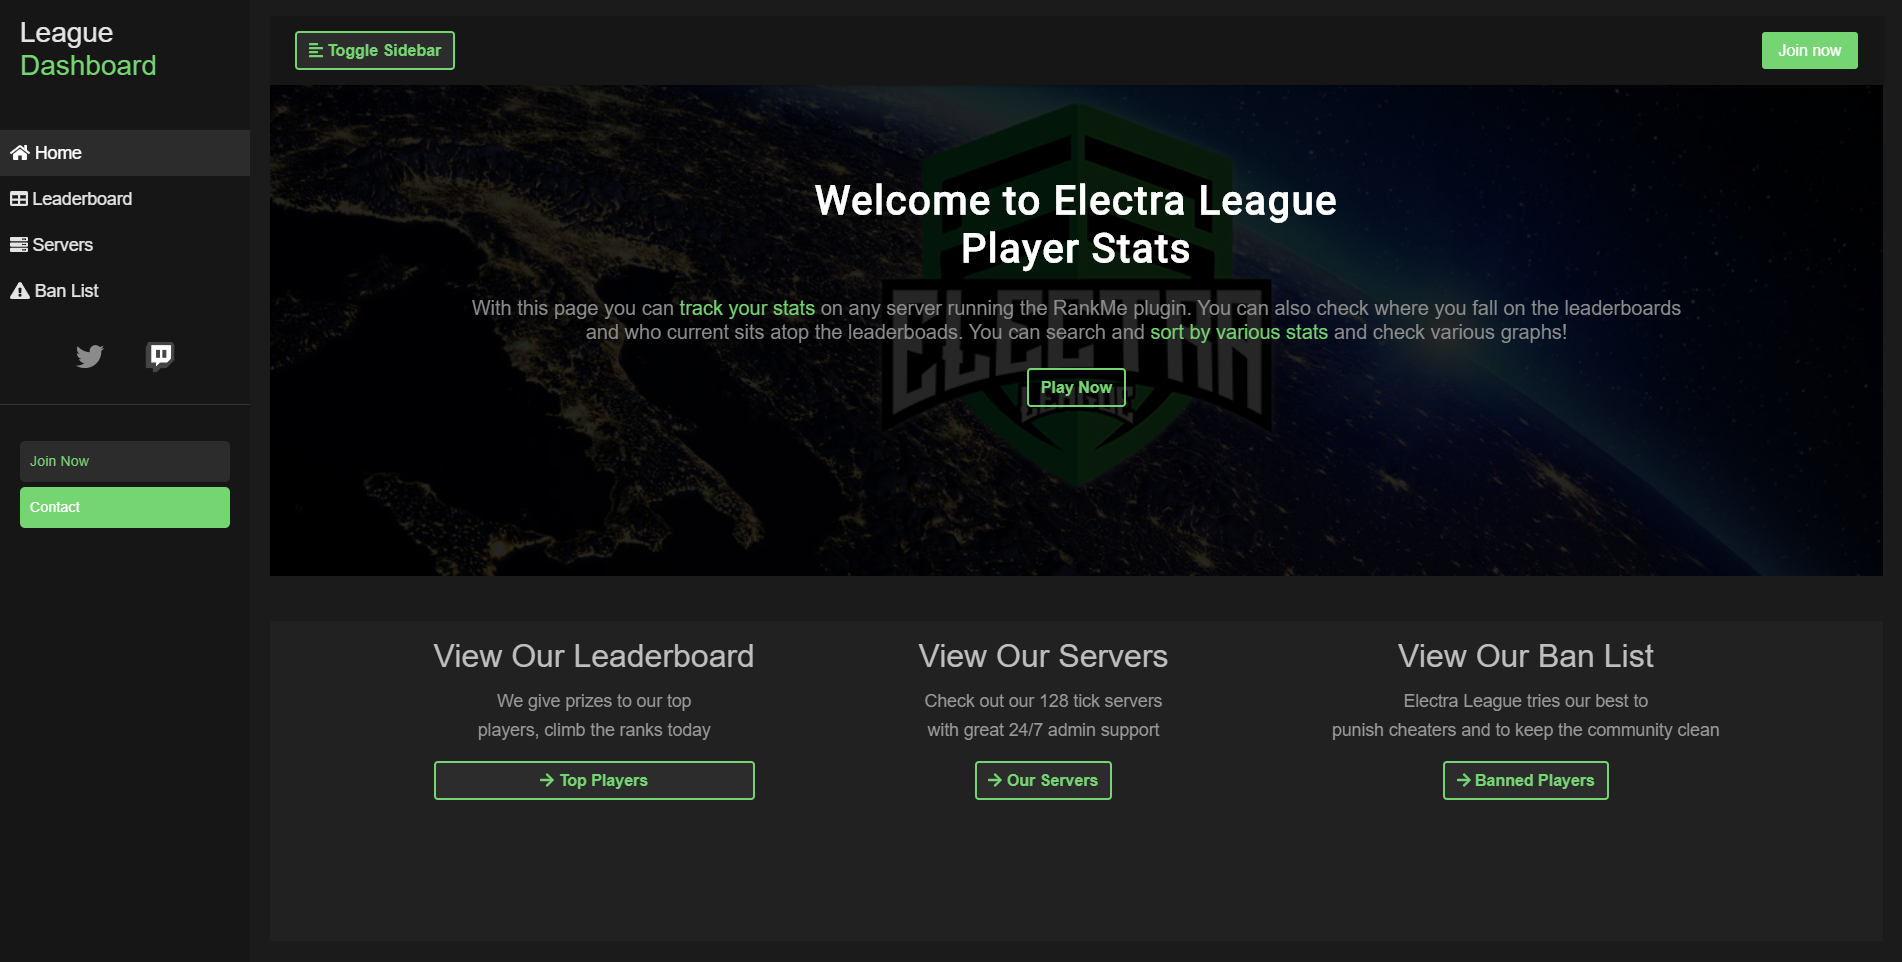 League
Dashboard
Home
Leaderboard
Servers
Ban List
Join Now
Contact
Toggle Sidebar
Join now
Welcome to Electra League
Player Stats
With this page you can track your stats on any server running the RankMe plugin. You can also check where you fall on the leaderboards
and who current sits atop the leaderboads. You can search and sort by various stats and check various graphs!
ELECTRA
LEAGUE
Play Now
View Our Leaderboard
We give prizes to our top
players, climb the ranks today
Top Players
View Our Servers
Check out our 128 tick servers
with great 24/7 admin support
Our Servers
View Our Ban List
Electra League tries our best to
punish cheaters and to keep the community clean
Banned Players